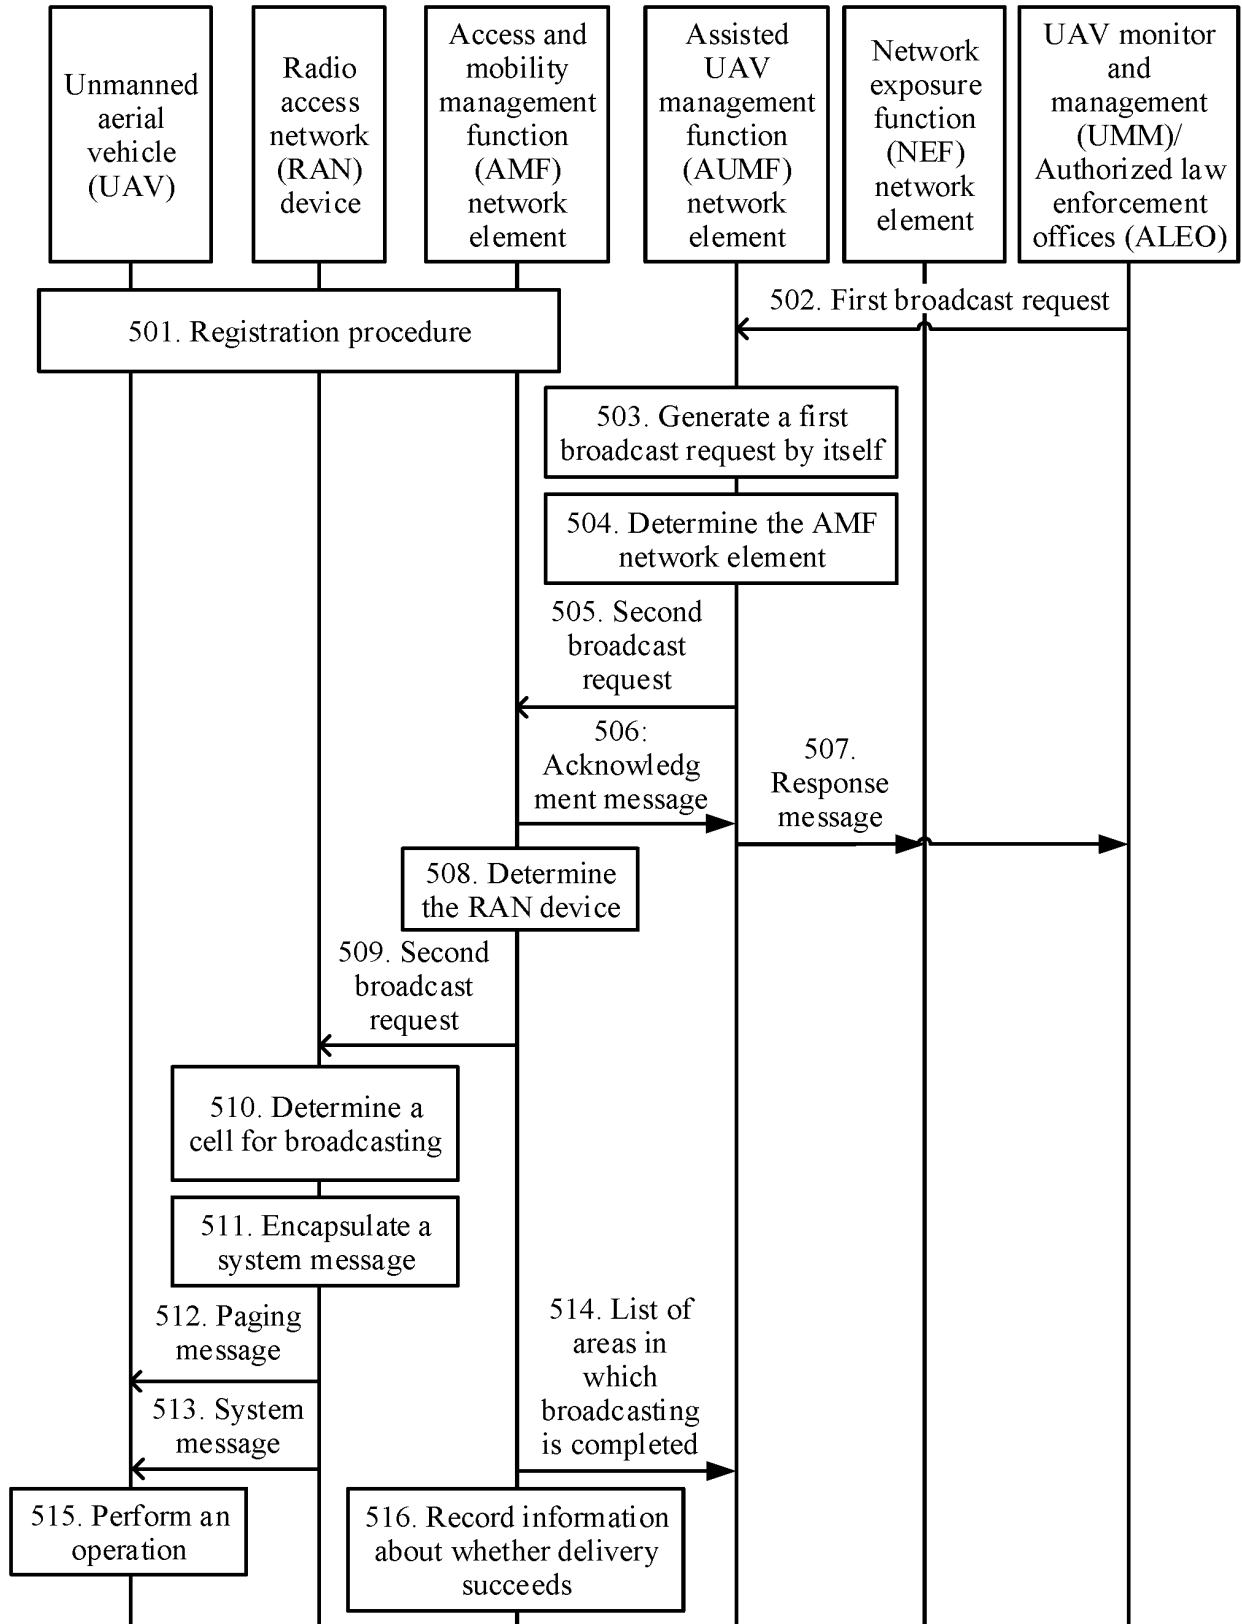 Unmanned
aerial
vehicle
(UAV)
Radio
access
network
(RAN)
device
Access and
mobility
management
function
(AMF)
network
element
Assisted
UAV
management
function
(AUMF)
network
element
Network
exposure
function
(NEF)
network
element
UAV monitor
and
management
(UMM)/
Authorized law
enforcement
offices (ALEO)
501. Registration procedure
502. First broadcast request
503. Generate a first
broadcast request by itself
504. Determine the AMF
network element
505. Second
broadcast
request
506:
Acknowledg
ment message
507.
Response
message
508. Determine
the RAN device
509. Second
broadcast
request
510. Determine a
cell for broadcasting
511. Encapsulate a
system message
512. Paging
message
513. System
message
514. List of
areas in
which
broadcasting
is completed
515. Perform an
operation
516. Record information
about whether delivery
succeeds